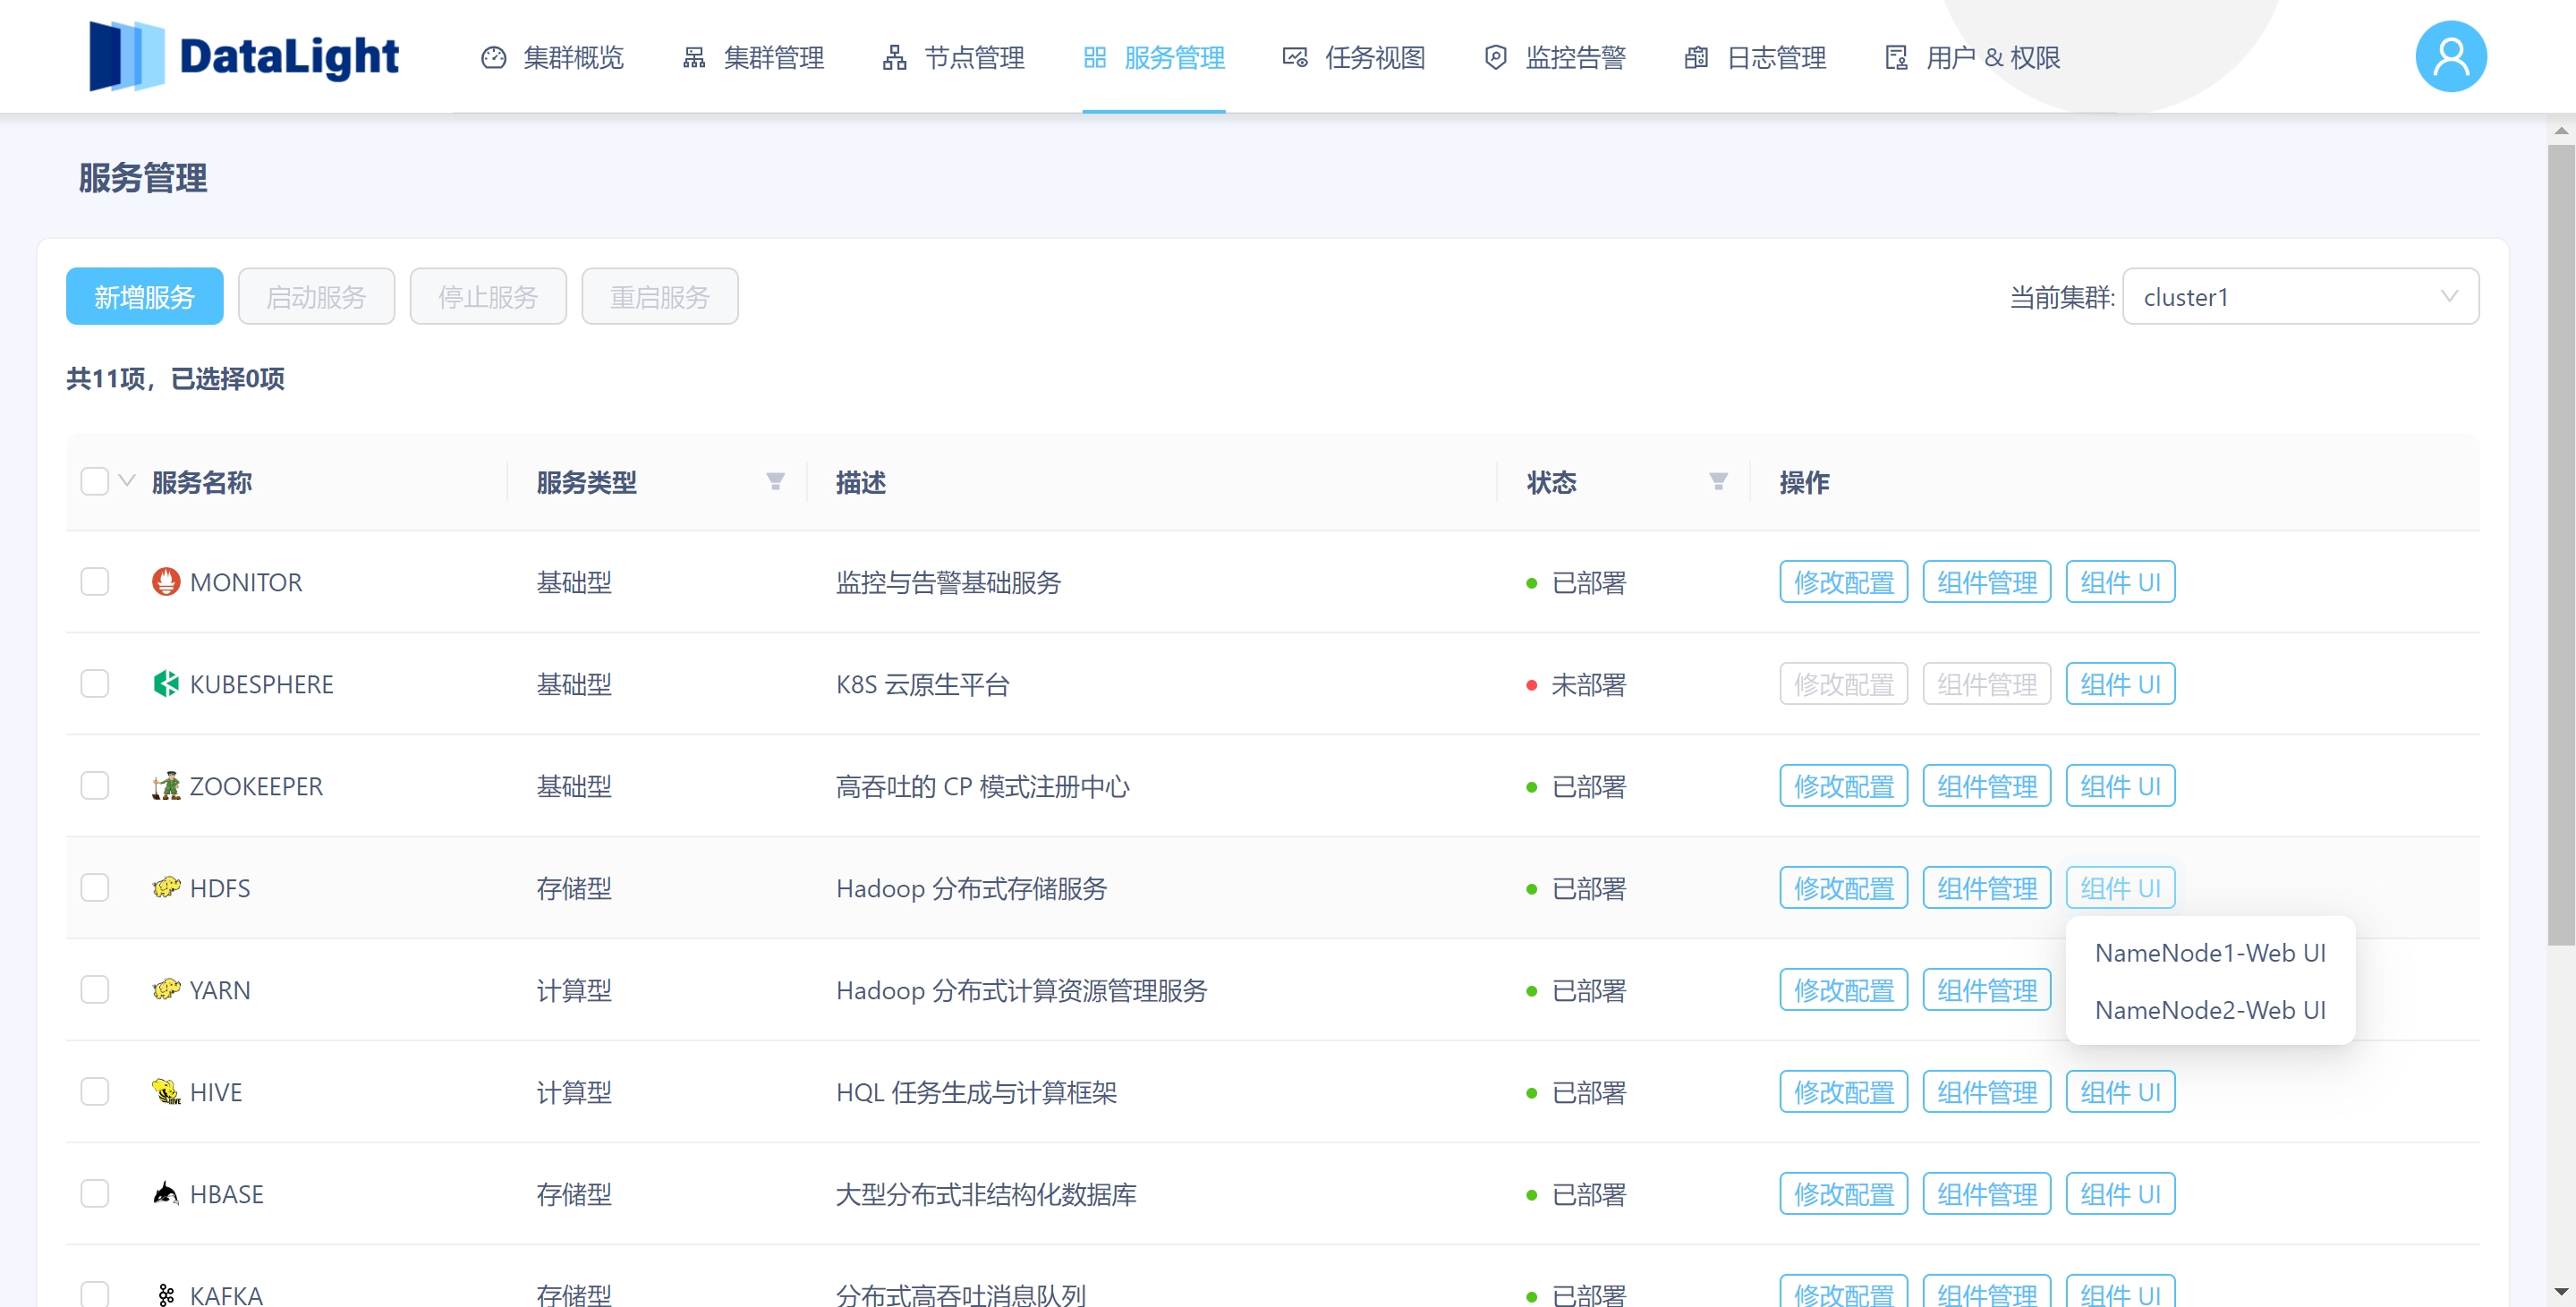 DataLight 集群概览 集群管理 节点管理 服务管理 任务视图 监控告警 日志管理 用户 & 权限
服务管理
新增服务 启动服务 停止服务 重启服务 当前集群: cluster1
共11项，已选择0项
服务名称 服务类型 描述 状态 操作
MONITOR 基础型 监控与告警基础服务 已部署 修改配置 组件管理 组件 UI
KUBESPHERE 基础型 K8S 云原生平台 未部署 修改配置 组件管理 组件 UI
ZOOKEEPER 基础型 高吞吐的 CP 模式注册中心 已部署 修改配置 组件管理 组件 UI
HDFS 存储型 Hadoop 分布式存储服务 已部署 修改配置 组件管理 组件 UI
NameNode1-Web UI
YARN 计算型 Hadoop 分布式计算资源管理服务 已部署 修改配置 组件管理
NameNode2-Web UI
HIVE 计算型 HQL 任务生成与计算框架 已部署 修改配置 组件管理 组件 UI
HBASE 存储型 大型分布式非结构化数据库 已部署 修改配置 组件管理 组件 UI
KAFKA 存储型 分布式高吞吐消息队列 已部署 修改配置 组件管理 组件 UI